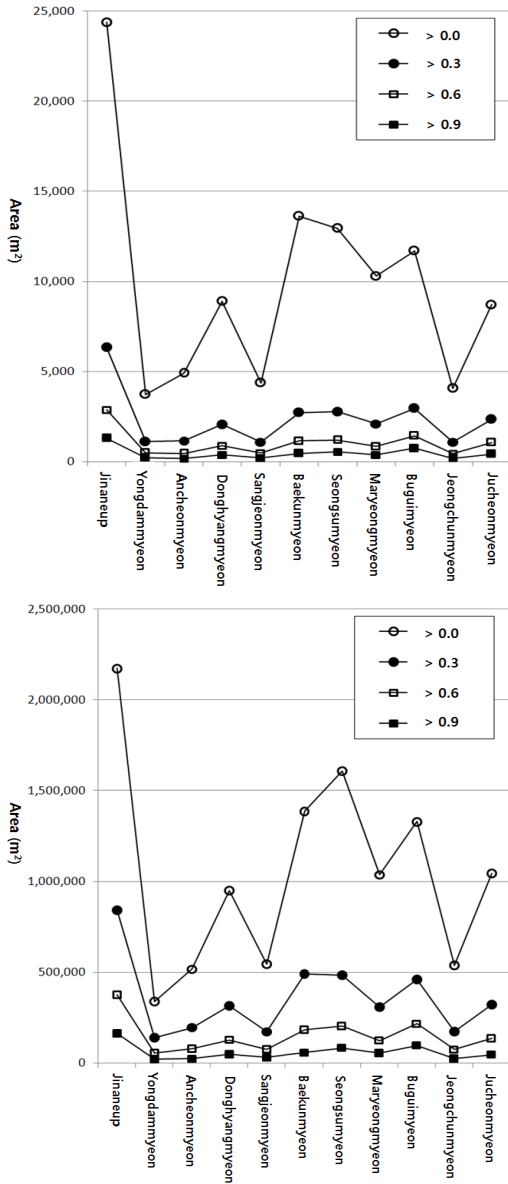 25,000
20,000
15,000
10,000
5,000
0
Area (m²)
> 0.0
> 0.3
> 0.6
> 0.9
Jinaneup
Yongdammyeon
Ancheonmyeon
Donghyangmyeon
Sangjeonmyeon
Baekunmyeon
Seongsumyeon
Maryeongmyeon
Buguimyeon
Jeongchunmyeon
Jucheonmyeon
2,500,000
2,000,000
1,500,000
1,000,000
500,000
0
Area (m²)
> 0.0
> 0.3
> 0.6
> 0.9
Jinaneup
Yongdammyeon
Ancheonmyeon
Donghyangmyeon
Sangjeonmyeon
Baekunmyeon
Seongsumyeon
Maryeongmyeon
Buguimyeon
Jeongchunmyeon
Jucheonmyeon